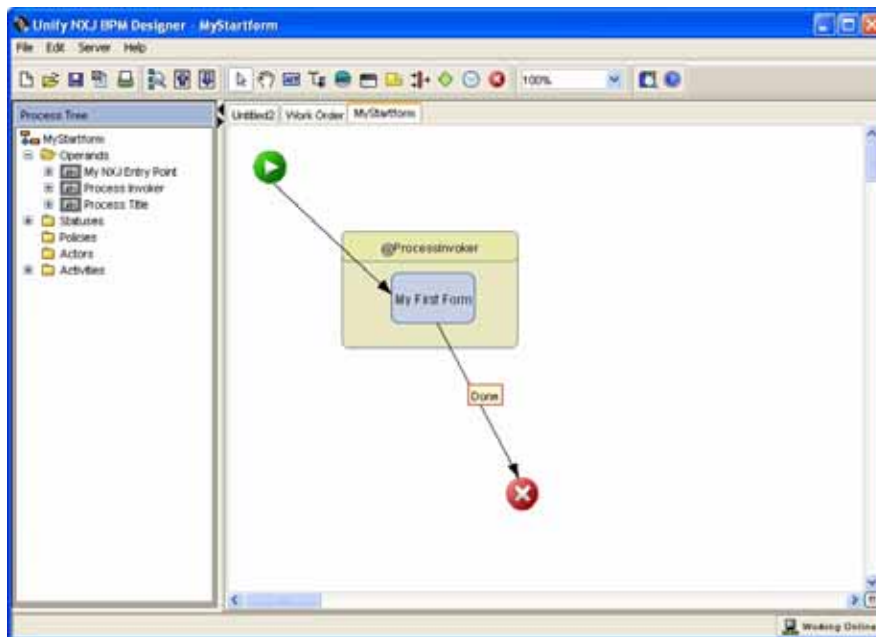 Unify NXJ BPM Designer - MyStartform
File Edit Server Help
100%
Process Tree
Untitled2 Work Order MyStartform
MyStartform
Operands
My NXJ Entry Point
Process Invoker
Process Title
Statuses
Policies
Actors
Activities
@ProcessInvoker
My First Form
Done
Working Online